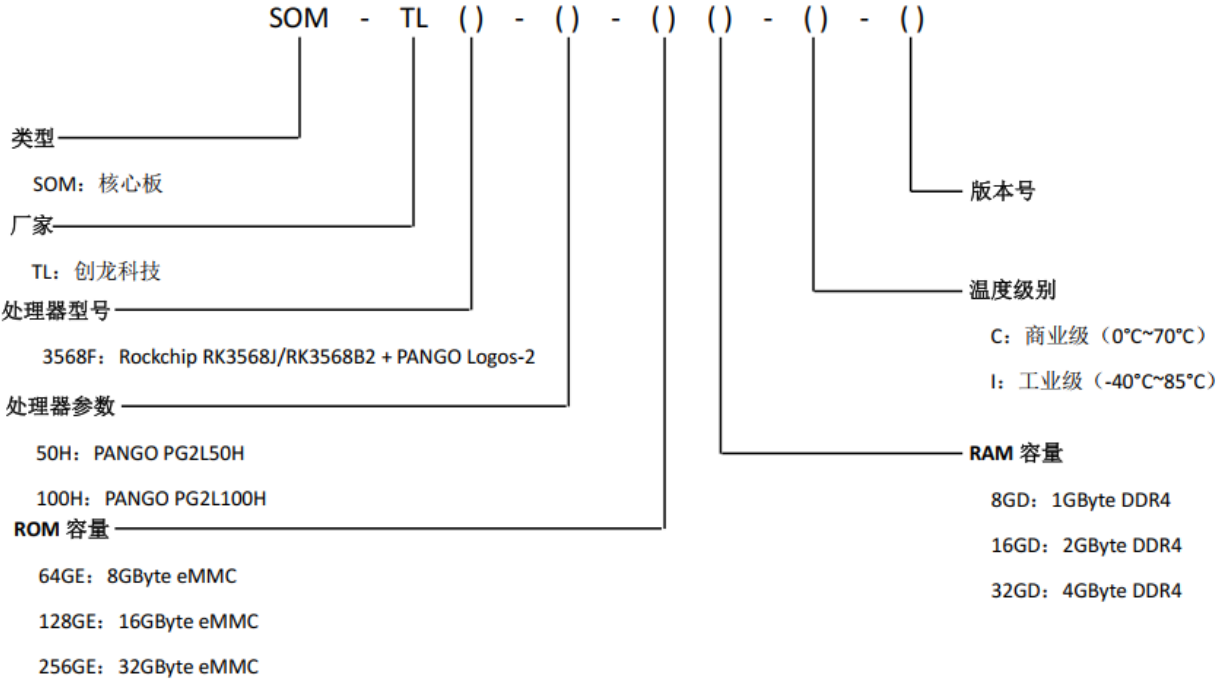 SOM - TL ( ) - ( ) - ( ) ( ) - ( ) - ( )
类型
SOM：核心板
厂家
TL：创龙科技
处理器型号
3568F：Rockchip RK3568J/RK3568B2 + PANGO Logos-2
处理器参数
50H：PANGO PG2L50H
100H：PANGO PG2L100H
ROM 容量
64GE：8GByte eMMC
128GE：16GByte eMMC
256GE：32GByte eMMC
版本号
温度级别
C：商业级（0°C~70°C）
I：工业级（-40°C~85°C）
RAM 容量
8GD：1GByte DDR4
16GD：2GByte DDR4
32GD：4GByte DDR4